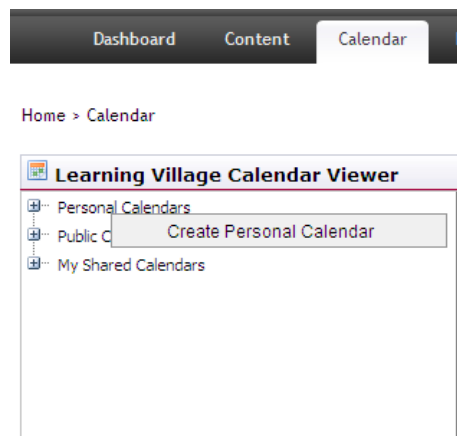 Dashboard Content Calendar
Home > Calendar
Learning Village Calendar Viewer
Personal Calendars
Public C
Create Personal Calendar
My Shared Calendars